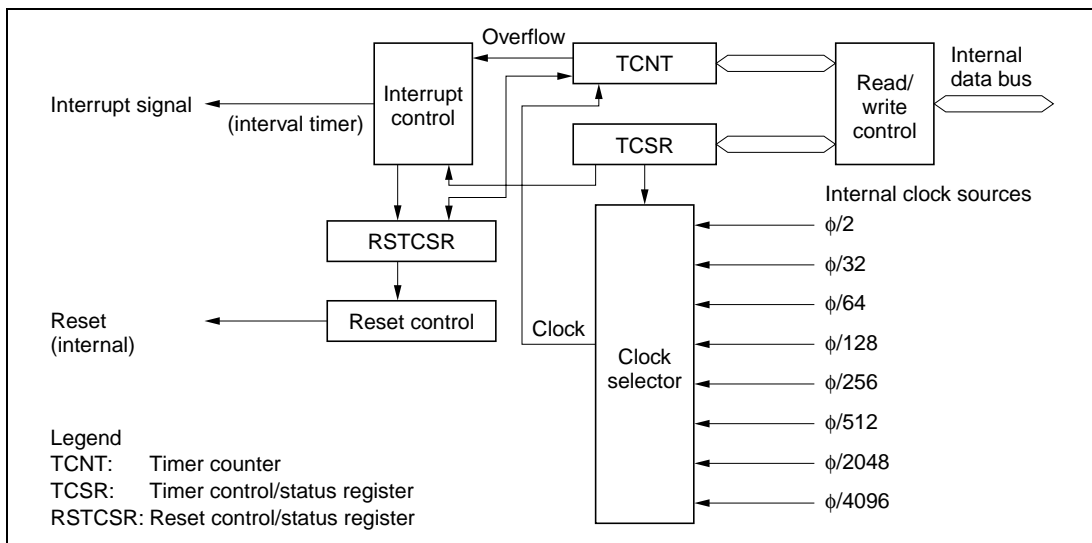 Overflow
TCNT
Internal
data bus
Read/
write
control
Interrupt
control
Interrupt signal
(interval timer)
TCSR
Internal clock sources
RSTCSR
ϕ/2
ϕ/32
ϕ/64
Reset control
Reset
(internal)
Clock
ϕ/128
Clock
selector
ϕ/256
ϕ/512
ϕ/2048
ϕ/4096
Legend
TCNT: Timer counter
TCSR: Timer control/status register
RSTCSR: Reset control/status register